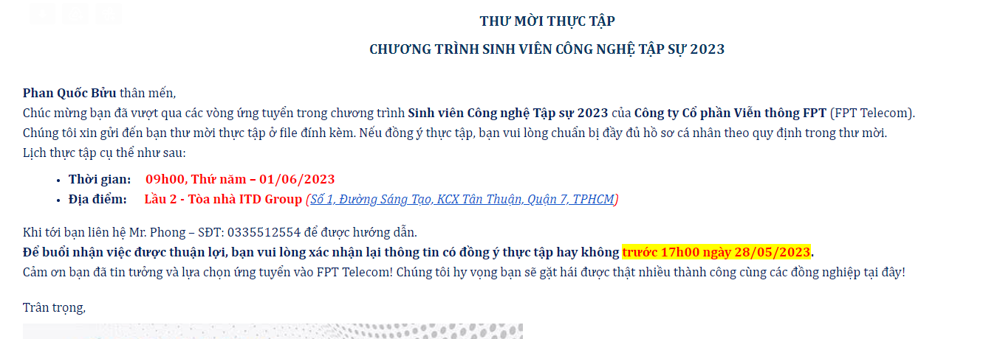 THƯ MỜI THỰC TẬP
CHƯƠNG TRÌNH SINH VIÊN CÔNG NGHỆ TẬP SỰ 2023
Phan Quốc Bửu thân mến,
Chúc mừng bạn đã vượt qua các vòng ứng tuyển trong chương trình Sinh viên Công nghệ Tập sự 2023 của Công ty Cổ phần Viễn thông FPT (FPT Telecom).
Chúng tôi xin gửi đến bạn thư mời thực tập ở file đính kèm. Nếu đồng ý thực tập, bạn vui lòng chuẩn bị đầy đủ hồ sơ cá nhân theo quy định trong thư mời.
Lịch thực tập cụ thể như sau:
• Thời gian: 09h00, Thứ năm – 01/06/2023
• Địa điểm: Lầu 2 - Tòa nhà ITD Group (Số 1, Đường Sáng Tạo, KCX Tân Thuận, Quận 7, TPHCM)
Khi tới bạn liên hệ Mr. Phong – SĐT: 0335512554 để được hướng dẫn.
Để buổi nhận việc được thuận lợi, bạn vui lòng xác nhận lại thông tin có đồng ý thực tập hay không trước 17h00 ngày 28/05/2023.
Cảm ơn bạn đã tin tưởng và lựa chọn ứng tuyển vào FPT Telecom! Chúng tôi hy vọng bạn sẽ gặt hái được thật nhiều thành công cùng các đồng nghiệp tại đây!
Trân trọng,